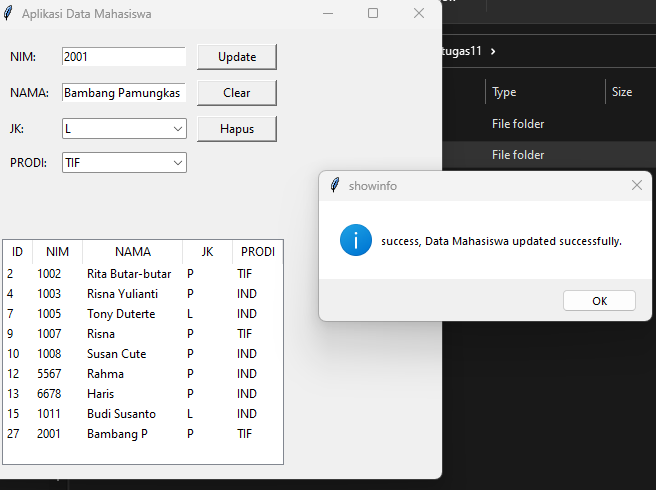 Aplikasi Data Mahasiswa
NIM: 2001 Update
NAMA: Bambang Pamungkas Clear
JK: L Hapus
PRODI: TIF
ID NIM NAMA JK PRODI
2 1002 Rita Butar-butar P TIF
4 1003 Risna Yulianti P IND
7 1005 Tony Duterte L IND
9 1007 Risna P TIF
10 1008 Susan Cute P IND
12 5567 Rahma P IND
13 6678 Haris P IND
15 1011 Budi Susanto L IND
27 2001 Bambang P P TIF
tugas11
Type Size
File folder
File folder
showinfo
success, Data Mahasiswa updated successfully.
OK